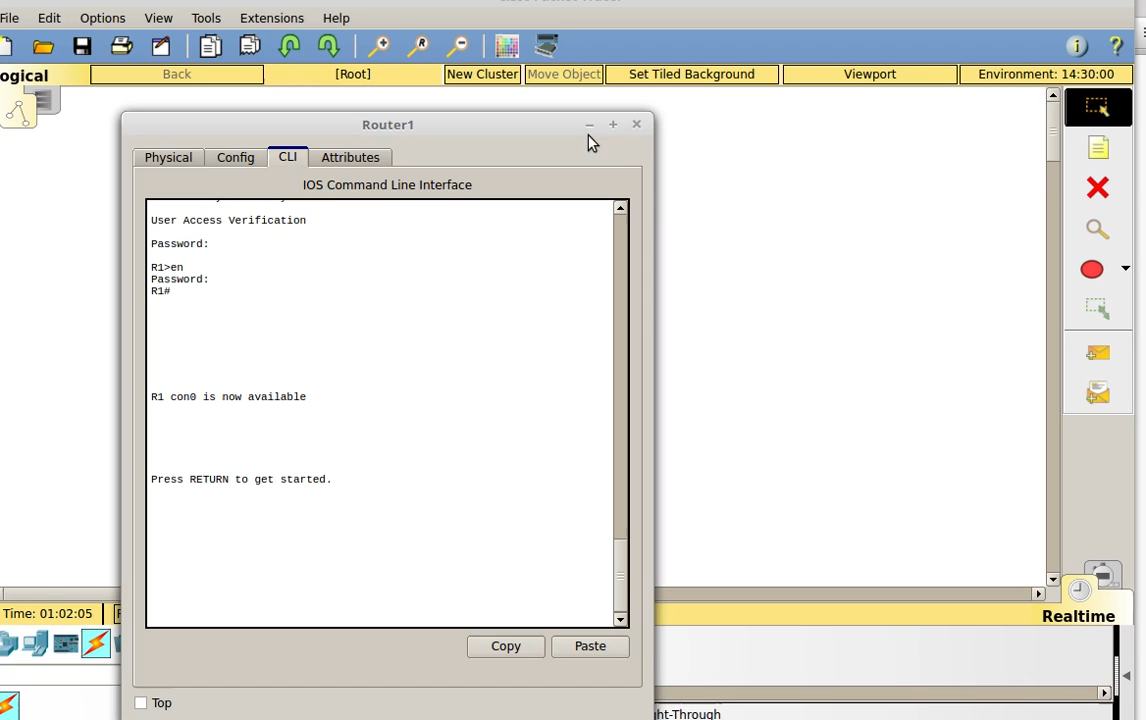 File Edit Options View Tools Extensions Help
ogical Back [Root] New Cluster Move Object Set Tiled Background Viewport Environment: 14:30:00
Router1
Physical Config CLI Attributes
IOS Command Line Interface
User Access Verification
Password:
R1>en
Password:
R1#
R1 con0 is now available
Press RETURN to get started.
Time: 01:02:05
Realtime
Copy Paste
Top
ht-Through